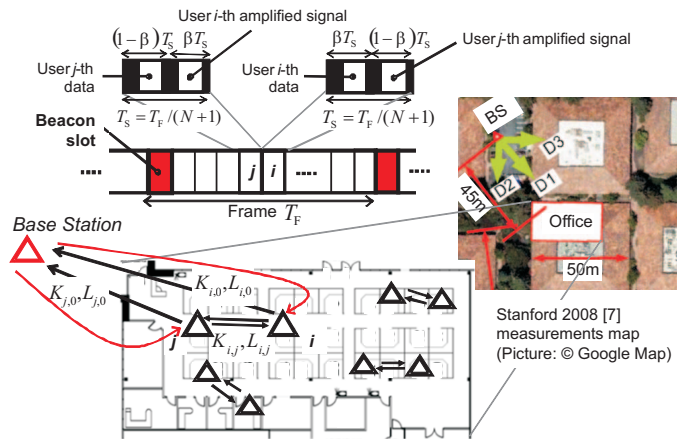 (1−β)T_S βT_S User i-th amplified signal
βT_S (1−β)T_S User j-th amplified signal
User j-th
data
User i-th
data
T_S = T_F /(N+1)
T_S = T_F /(N+1)
Beacon
slot
.... j i .... ....
Frame T_F
BS
D3
D2 D1
45m
Office
50m
Base Station
K_{i,0}, L_{i,0}
K_{j,0}, L_{j,0}
j K_{i,j}, L_{i,j} i
Stanford 2008 [7]
measurements map
(Picture: © Google Map)